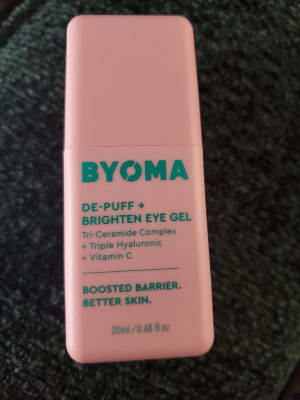 BYOMA
DE-PUFF +
BRIGHTEN EYE GEL
Tri-Ceramide Complex
+ Triple Hyaluronic
+ Vitamin C
BOOSTED BARRIER.
BETTER SKIN.
20ml / 0.68 fl.oz